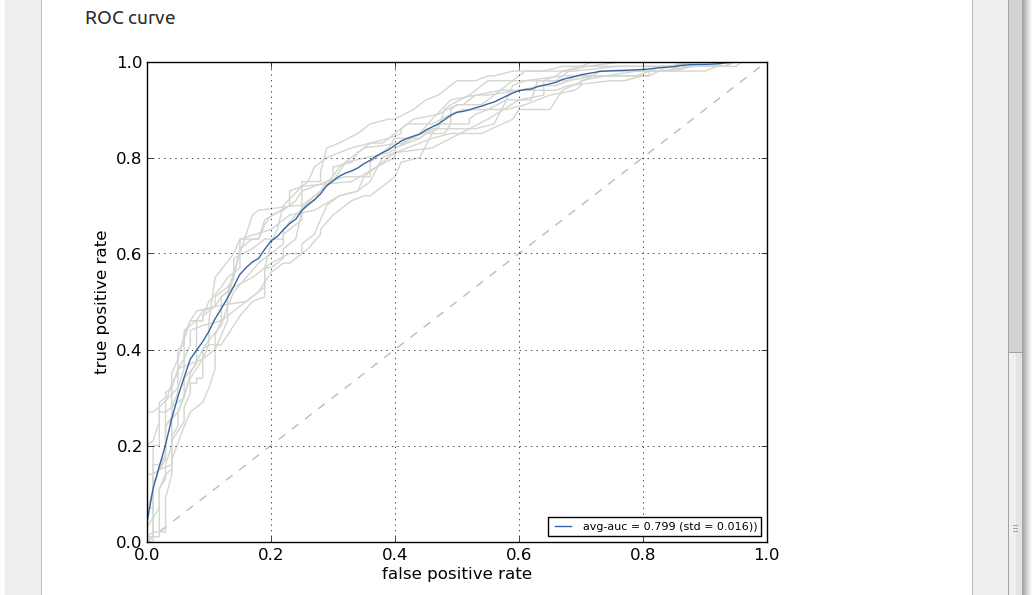 ROC curve
1.0
0.8
0.6
0.4
0.2
0.0
true positive rate
avg-auc = 0.799 (std = 0.016))
0.0 0.2 0.4 0.6 0.8 1.0
false positive rate